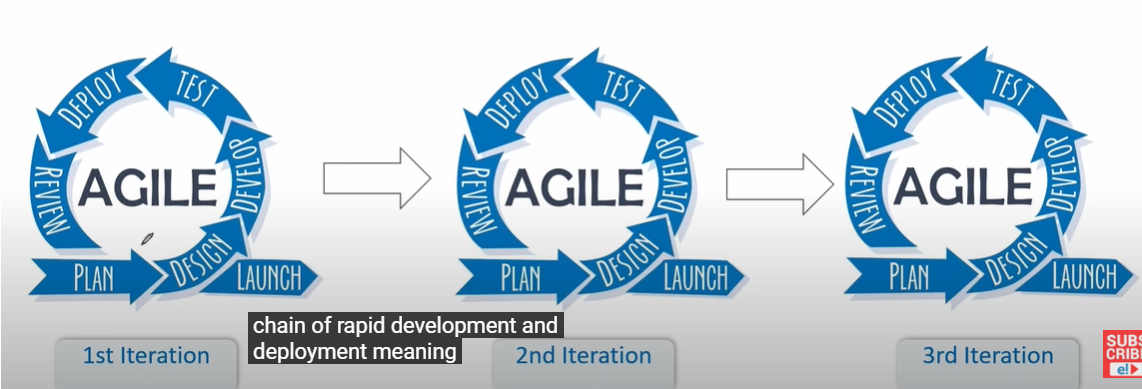 DEPLOY
TEST
REVIEW
AGILE
DEVELOP
PLAN
DESIGN
LAUNCH
1st Iteration
DEPLOY
TEST
REVIEW
AGILE
DEVELOP
PLAN
DESIGN
LAUNCH
2nd Iteration
DEPLOY
TEST
REVIEW
AGILE
DEVELOP
PLAN
DESIGN
LAUNCH
3rd Iteration
chain of rapid development and
deployment meaning
SUBS
CRIBE
e!